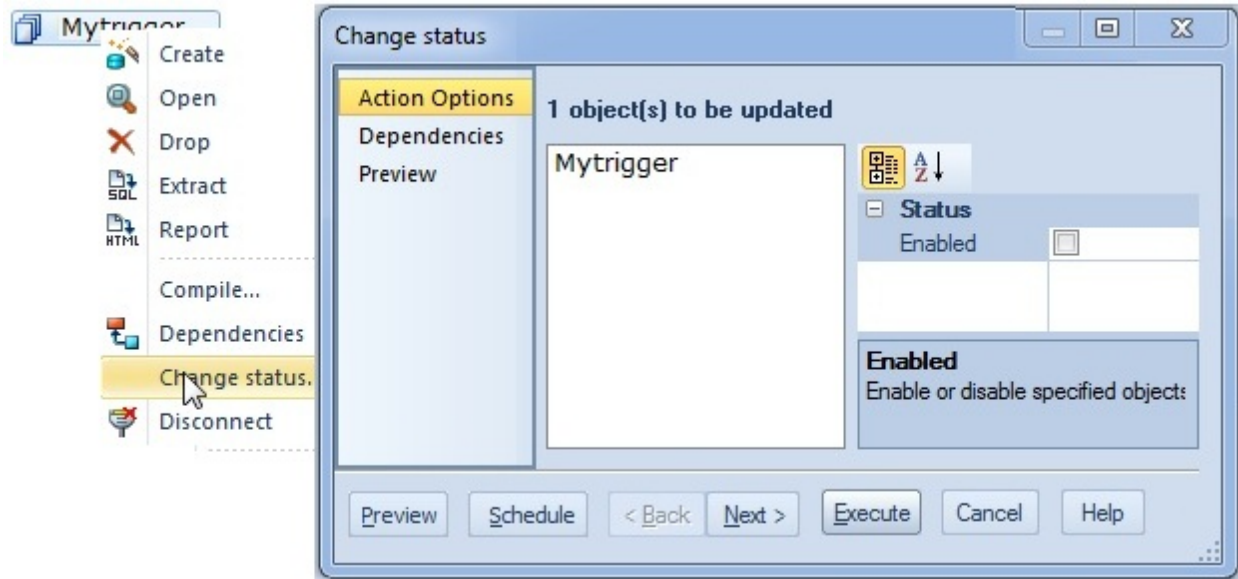 Mytrigger
Create
Open
Drop
SQL
Extract
HTML
Report
Compile...
Dependencies
Change status.
Disconnect
Change status
Action Options
Dependencies
Preview
1 object(s) to be updated
Mytrigger
A
Z
Status
Enabled
Enabled
Enable or disable specified objects
Preview
Schedule
< Back
Next >
Execute
Cancel
Help